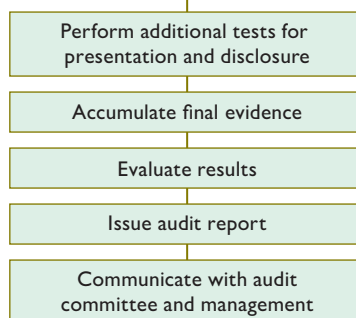 Perform additional tests for
presentation and disclosure
Accumulate final evidence
Evaluate results
Issue audit report
Communicate with audit
committee and management